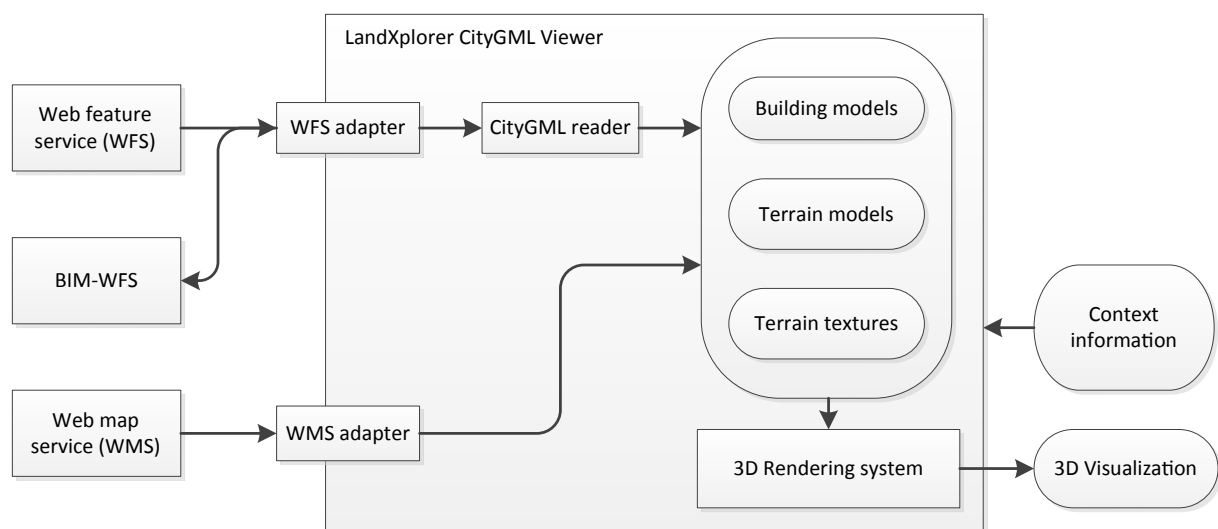 LandXplorer CityGML Viewer
Web feature
service (WFS)
WFS adapter
CityGML reader
Building models
Terrain models
BIM-WFS
Terrain textures
Context
information
Web map
service (WMS)
WMS adapter
3D Rendering system
3D Visualization